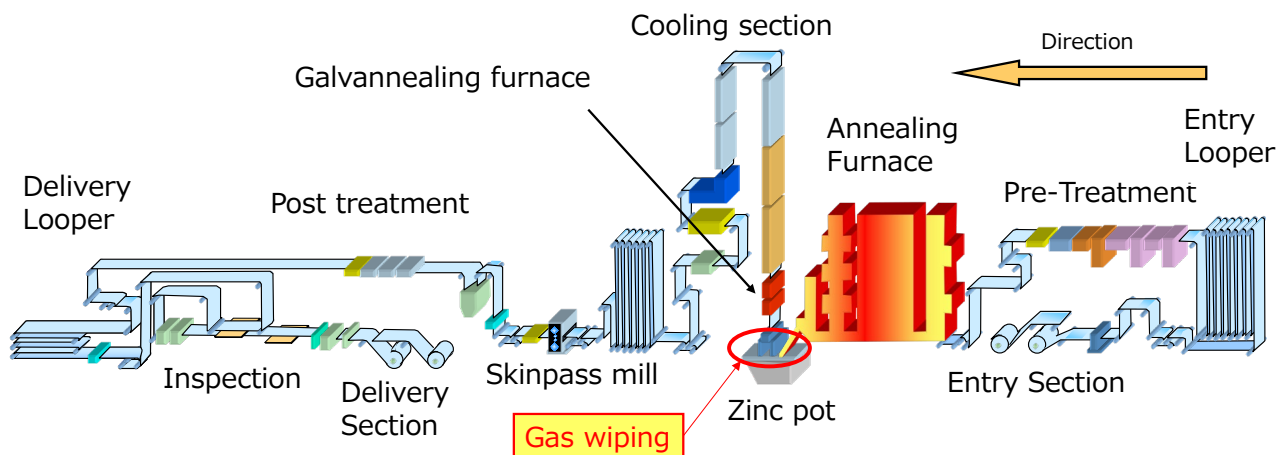 Cooling section
Direction
Galvannealing furnace
Annealing
Furnace
Entry
Looper
Delivery
Looper
Post treatment
Pre-Treatment
Inspection
Delivery
Section
Skinpass mill
Gas wiping
Zinc pot
Entry Section